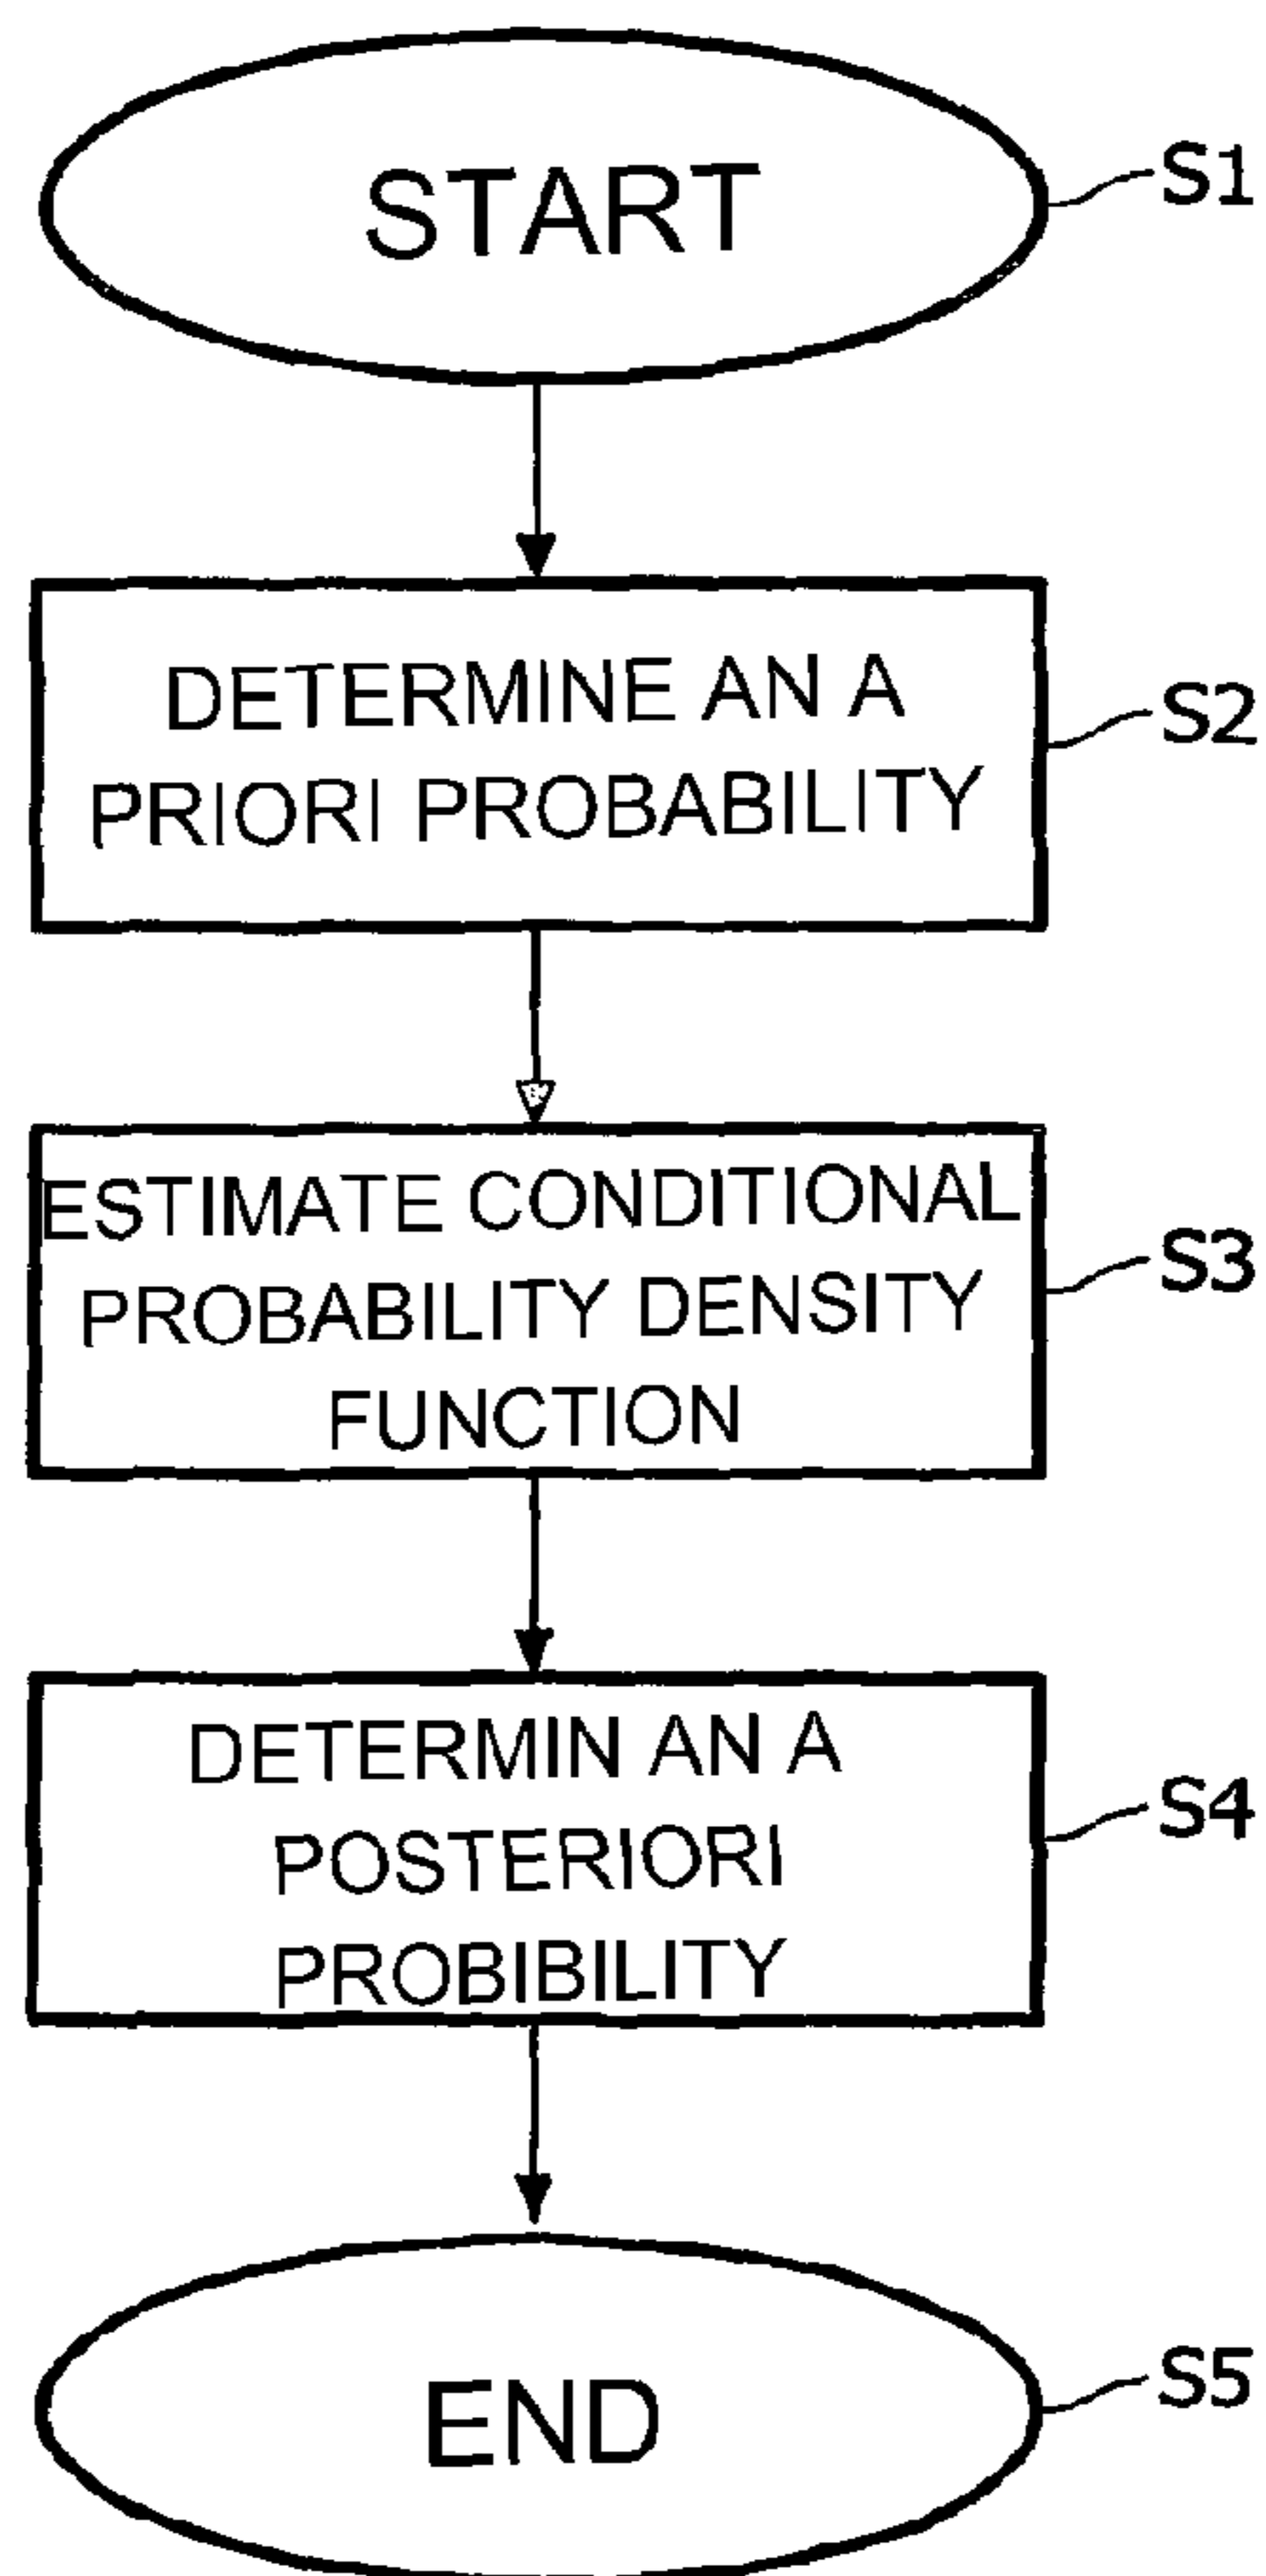 START
S1
DETERMINE AN A
PRIORI PROBABILITY
S2
ESTIMATE CONDITIONAL
PROBABILITY DENSITY
FUNCTION
S3
DETERMIN AN A
POSTERIORI
PROBIBILITY
S4
END
S5